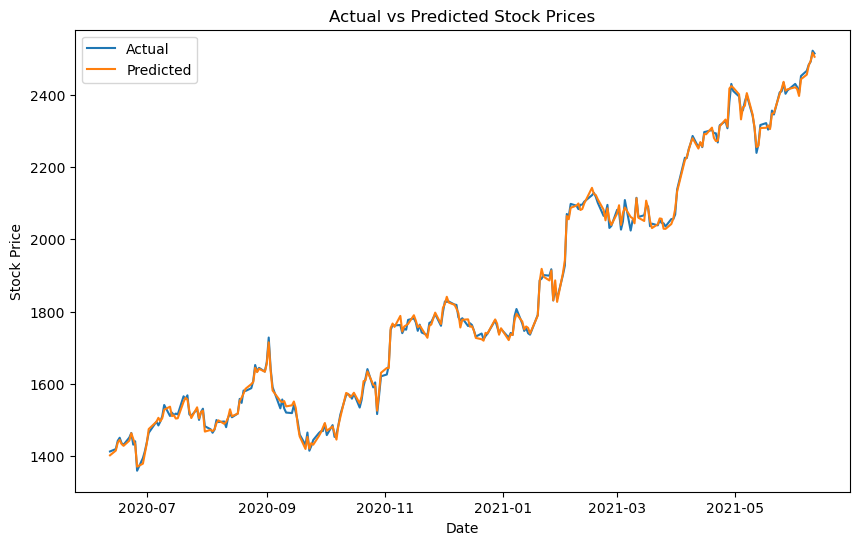 Actual vs Predicted Stock Prices
Actual
Predicted
2400
2200
2000
1800
1600
1400
Stock Price
2020-07 2020-09 2020-11 2021-01 2021-03 2021-05
Date